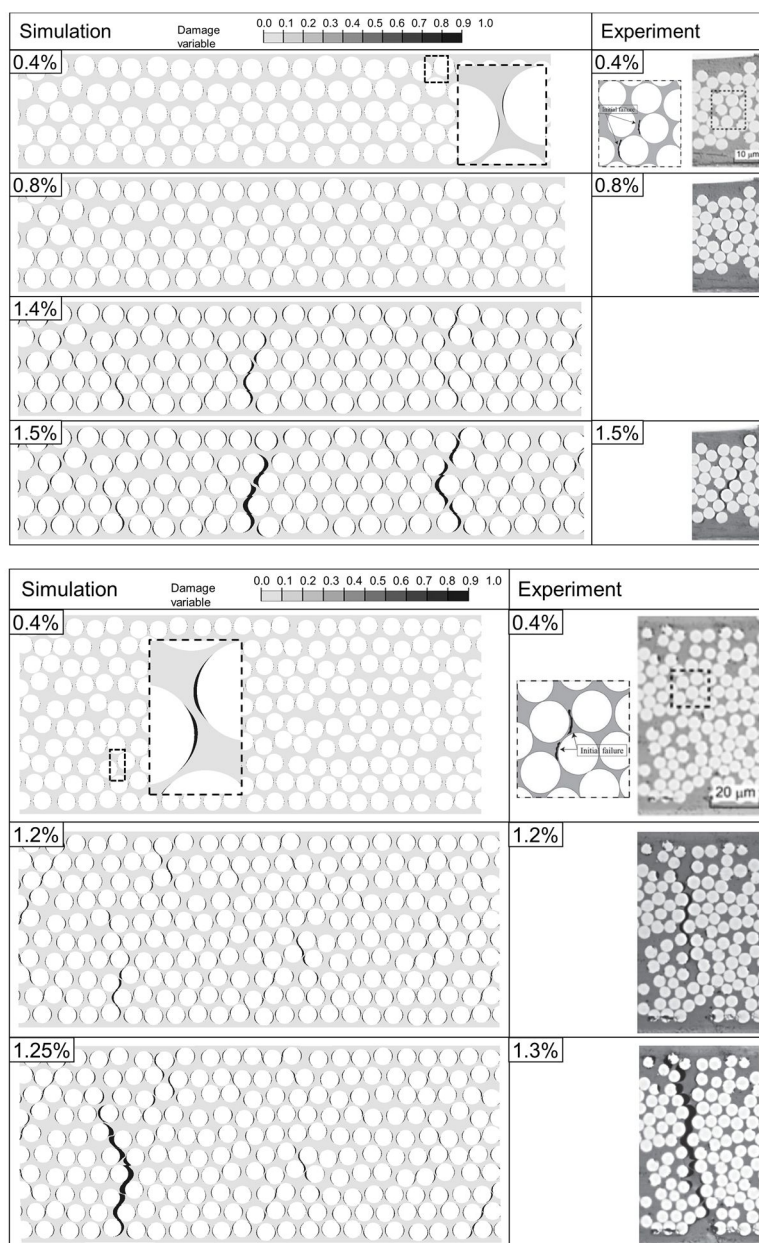 Simulation
Damage
variable
0.0 0.1 0.2 0.3 0.4 0.5 0.6 0.7 0.8 0.9 1.0
Experiment
0.4%
0.4%
Initial failure
10 μm
0.8%
0.8%
1.4%
1.5%
1.5%
Simulation
Damage
variable
0.0 0.1 0.2 0.3 0.4 0.5 0.6 0.7 0.8 0.9 1.0
Experiment
0.4%
0.4%
Initial failure
20 μm
1.2%
1.2%
1.25%
1.3%